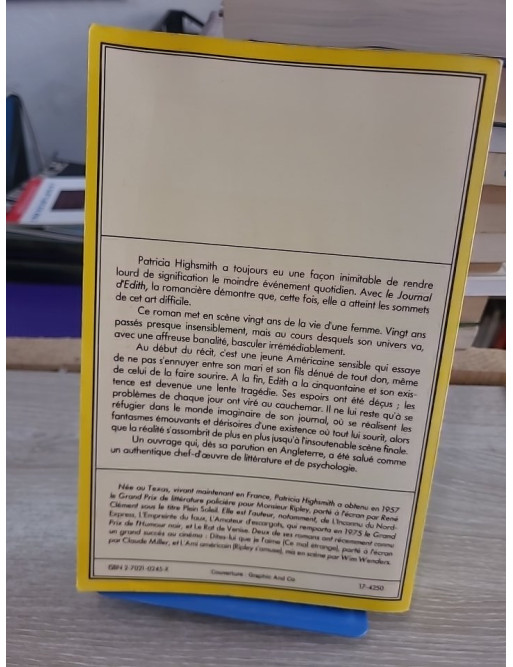 Patricia Highsmith a toujours eu une façon inimitable de rendre
lourd de signification le moindre événement quotidien. Avec le Journal
d'Edith, la romancière démontre que, cette fois, elle a atteint les sommets
de cet art difficile.
Ce roman met en scène vingt ans de la vie d'une femme. Vingt ans
passés presque insensiblement, mais au cours desquels son univers va,
avec une affreuse banalité, basculer irrémédiablement.
Au début du récit, c'est une jeune Américaine sensible qui essaye
de ne pas s'ennuyer entre son mari et son fils dénué de tout don, même
de celui de la faire sourire. A la fin, Edith a la cinquantaine et son exis-
tence est devenue une lente tragédie. Ses espoirs ont été déçus ; les
problèmes de chaque jour ont viré au cauchemar. Il ne lui reste qu'à se
réfugier dans le monde imaginaire de son journal, où se réalisent les
fantasmes émouvants et dérisoires d'une existence où tout lui sourit, alors
que la réalité s'assombrit de plus en plus jusqu'à l'insoutenable scène finale.
Un ouvrage qui, dès sa parution en Angleterre, a été salué comme
un authentique chef-d'œuvre de littérature et de psychologie.
Née au Texas, vivant maintenant en France, Patricia Highsmith a obtenu en 1957
le Grand Prix de littérature policière pour Monsieur Ripley, porté à l'écran par René
Clément sous le titre Plein Soleil. Elle est l'auteur, notamment, de L'Inconnu du Nord-
Express, L'Empreinte du faux, L'Amateur d'escargots, qui remporta en 1975 le Grand
Prix de l'Humour noir, et Le Rat de Venise. Deux de ses romans ont récemment connu
un grand succès au cinéma : Dites-lui que je l'aime (Ce mal étrange), porté à l'écran
par Claude Miller, et L'Ami américain (Ripley s'amuse), mis en scène par Wim Wenders.
ISBN 2-7021-0245-X
Couverture : Graphic And Co
17-4250